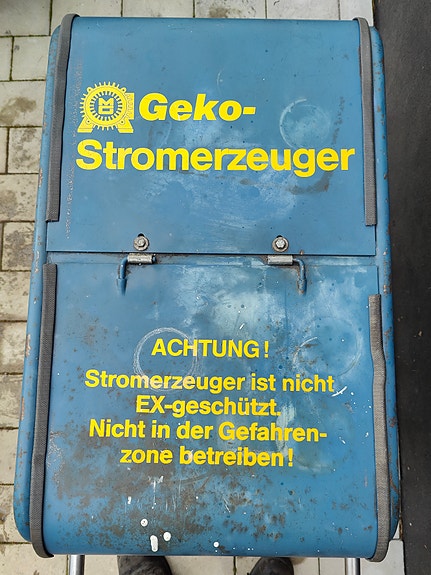 Geko-
Stromerzeuger
ACHTUNG!
Stromerzeuger ist nicht
EX-geschützt.
Nicht in der Gefahren-
zone betreiben!